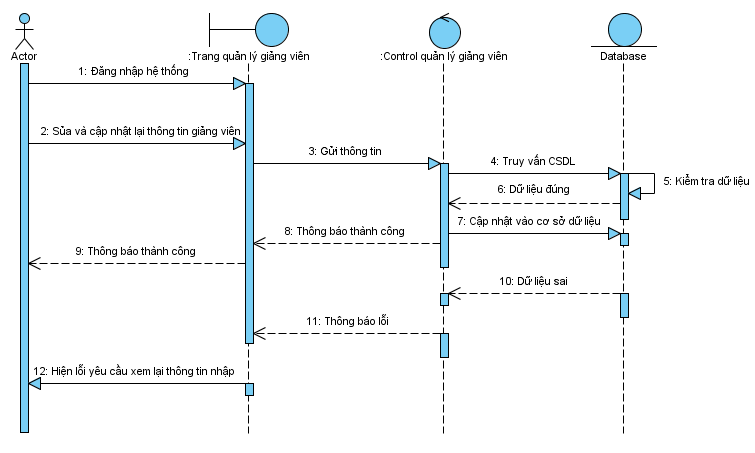 Actor
:Trang quản lý giảng viên
:Control quản lý giảng viên
Database
1: Đăng nhập hệ thống
2: Sủa và cập nhật lại thông tin giảng viên
3: Gửi thông tin
4: Truy vấn CSDL
5: Kiểm tra dữ liệu
6: Dữ liệu đúng
7: Cập nhật vào cơ sở dữ liệu
8: Thông báo thành công
9: Thông báo thành công
10: Dữ liệu sai
11: Thông báo lỗi
12: Hiện lỗi yêu cầu xem lại thông tin nhập